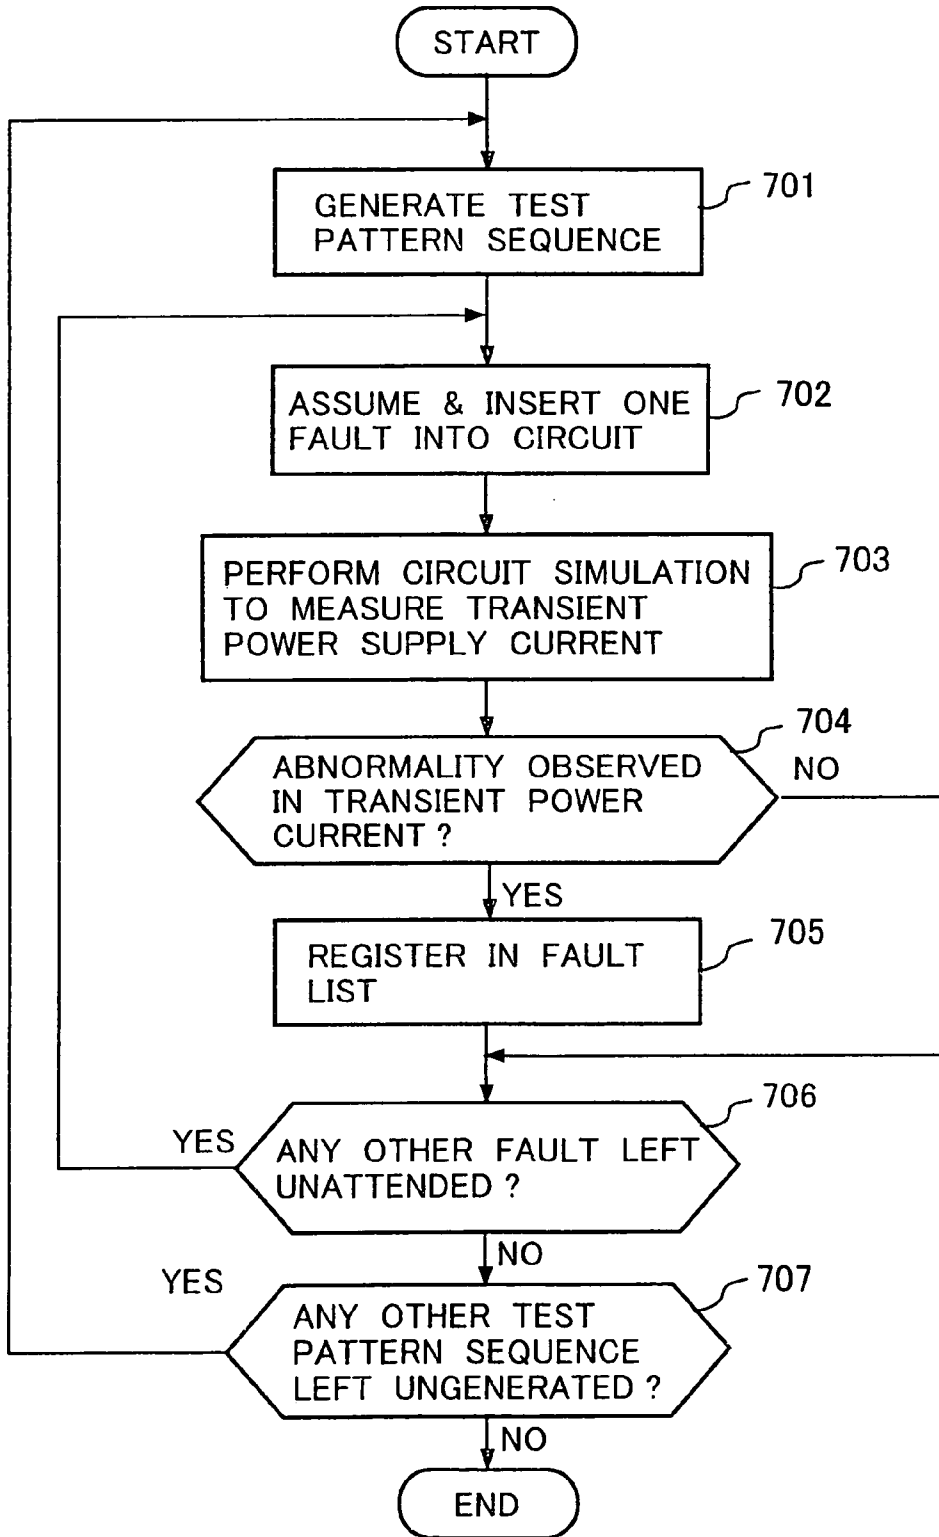 START
GENERATE TEST
PATTERN SEQUENCE
701
ASSUME & INSERT ONE
FAULT INTO CIRCUIT
702
PERFORM CIRCUIT SIMULATION
TO MEASURE TRANSIENT
POWER SUPPLY CURRENT
703
ABNORMALITY OBSERVED
IN TRANSIENT POWER
CURRENT ?
704
NO
YES
REGISTER IN FAULT
LIST
705
ANY OTHER FAULT LEFT
UNATTENDED ?
706
YES
NO
ANY OTHER TEST
PATTERN SEQUENCE
LEFT UNGENERATED ?
707
YES
NO
END